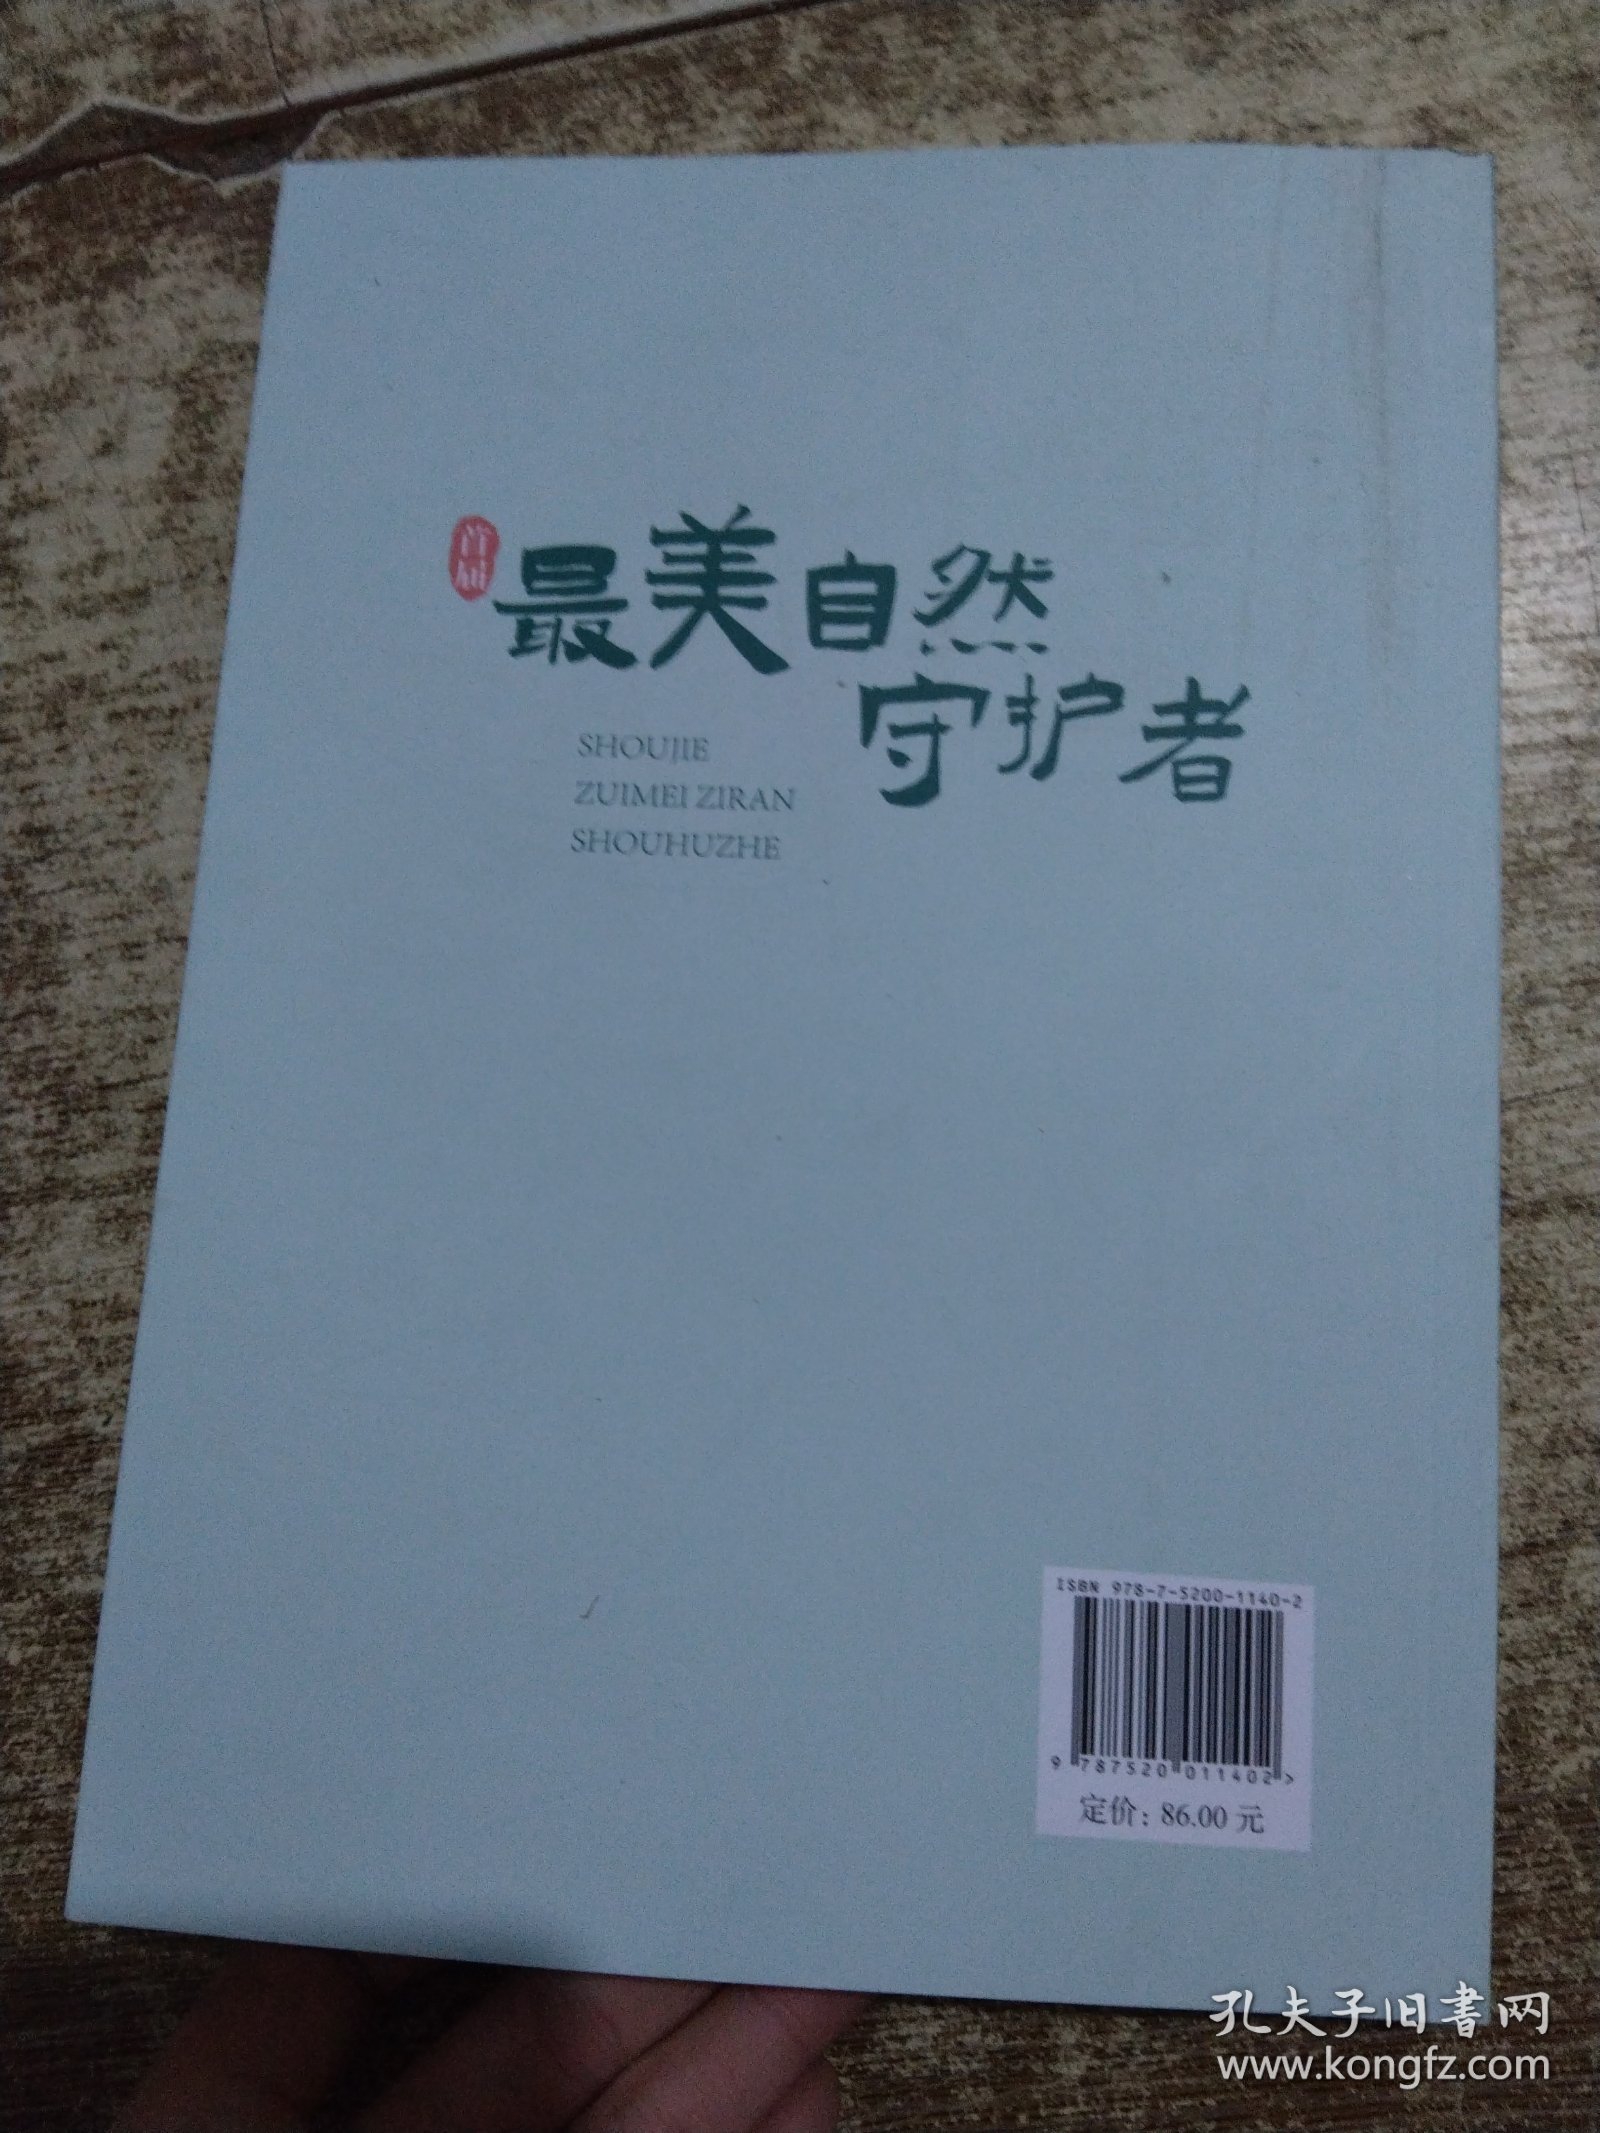 首届
最美自然
守护者
SHOUJIE
ZUIMEI ZIRAN
SHOUHUZHE
ISBN 978-7-5200-1140-2
9 787520 011402>
定价：86.00 元
孔夫子旧书网
www.kongfz.com